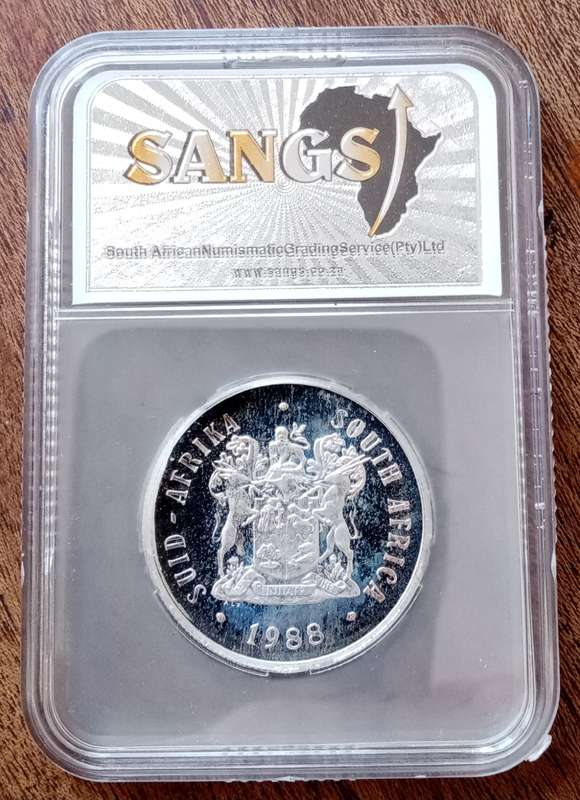 SANGS
South AfricanNumismaticGradingService(Pty)Ltd
www.sangs.co.za
SUID - AFRIKA · SOUTH AFRICA
· 1988 ·